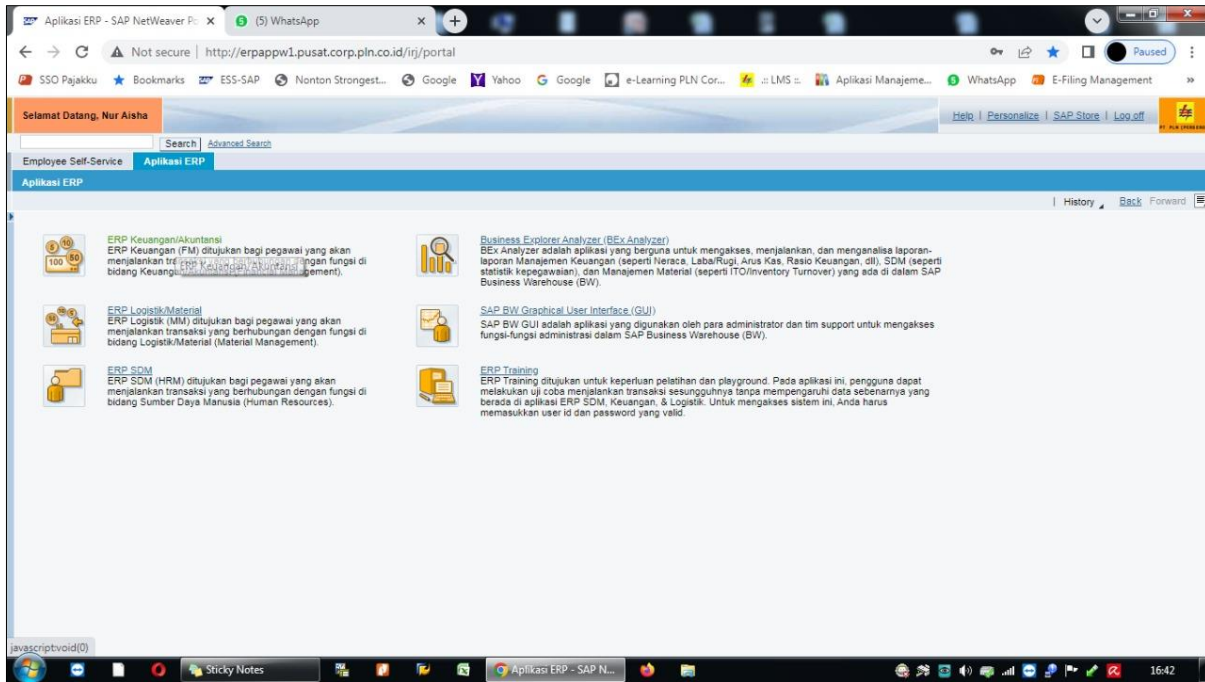 Aplikasi ERP - SAP NetWeaver Po
(5) WhatsApp
Not secure | http://erpappw1.pusat.corp.pln.co.id/irj/portal
Paused
SSO Pajakku Bookmarks ESS-SAP Nonton Strongest... Google Yahoo Google e-Learning PLN Cor... .:: LMS ::. Aplikasi Manajeme... WhatsApp E-Filing Management »
Selamat Datang, Nur Aisha
Help | Personalize | SAP Store | Log off
Search Advanced Search
Employee Self-Service Aplikasi ERP
Aplikasi ERP
| History Back Forward
ERP Keuangan/Akuntansi
ERP Keuangan (FM) ditujukan bagi pegawai yang akan
menjalankan tra ngan fungsi di
bidang Keuanga gement).
ERP Keuangan/Akuntansi
Business Explorer Analyzer (BEx Analyzer)
BEx Analyzer adalah aplikasi yang berguna untuk mengakses, menjalankan, dan menganalisa laporan-
laporan Manajemen Keuangan (seperti Neraca, Laba/Rugi, Arus Kas, Rasio Keuangan, dll), SDM (seperti
statistik kepegawaian), dan Manajemen Material (seperti ITO/Inventory Turnover) yang ada di dalam SAP
Business Warehouse (BW).
ERP Logistik/Material
ERP Logistik (MM) ditujukan bagi pegawai yang akan
menjalankan transaksi yang berhubungan dengan fungsi di
bidang Logistik/Material (Material Management).
SAP BW Graphical User Interface (GUI)
SAP BW GUI adalah aplikasi yang digunakan oleh para administrator dan tim support untuk mengakses
fungsi-fungsi administrasi dalam SAP Business Warehouse (BW).
ERP SDM
ERP SDM (HRM) ditujukan bagi pegawai yang akan
menjalankan transaksi yang berhubungan dengan fungsi di
bidang Sumber Daya Manusia (Human Resources).
ERP Training
ERP Training ditujukan untuk keperluan pelatihan dan playground. Pada aplikasi ini, pengguna dapat
melakukan uji coba menjalankan transaksi sesungguhnya tanpa mempengaruhi data sebenarnya yang
berada di aplikasi ERP SDM, Keuangan, & Logistik. Untuk mengakses sistem ini, Anda harus
memasukkan user id dan password yang valid.
javascript:void(0)
Sticky Notes
Aplikasi ERP - SAP N...
16:42